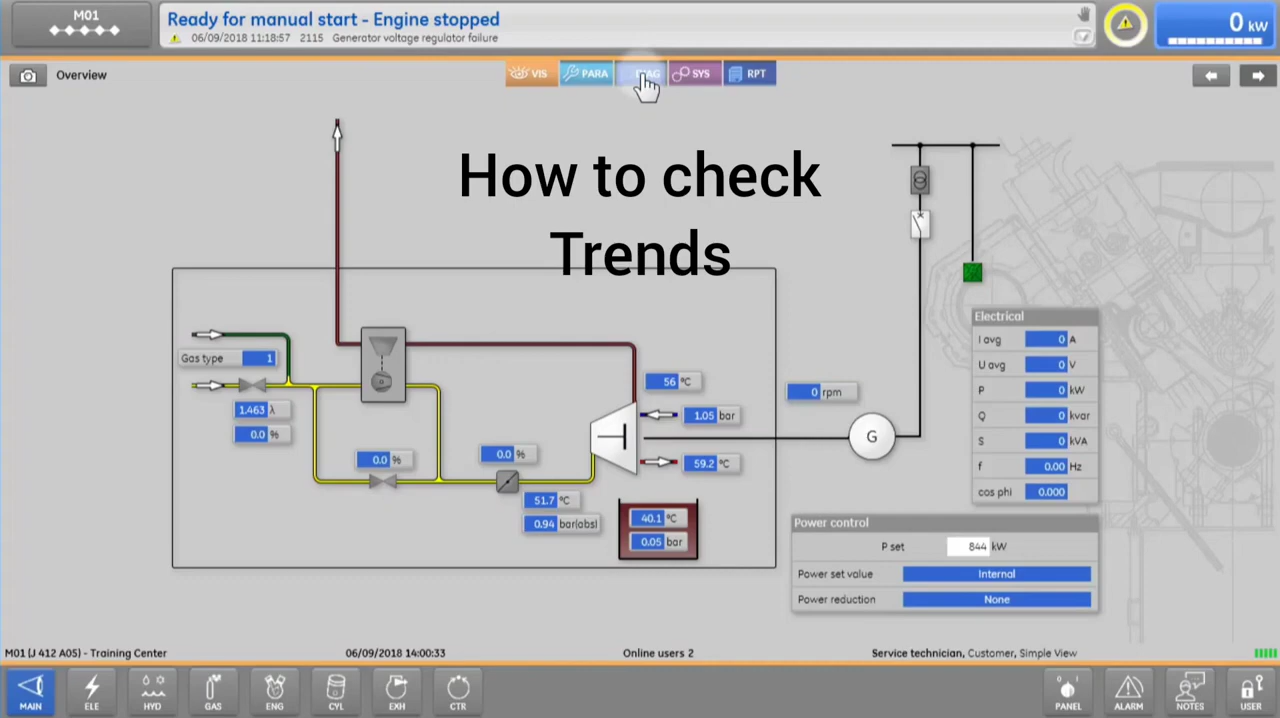 M01
Ready for manual start - Engine stopped
06/09/2018 11:18:57 2115 Generator voltage regulator failure
0 kW
Overview
VIS
PARA
SYS
RPT
How to check
Trends
Gas type 1
1.463 λ
0.0 %
0.0 %
0.0 %
51.7 °C
0.94 bar(abs)
56 °C
1.05 bar
59.2 °C
40.1 °C
0.05 bar
0 rpm
G
Electrical
I avg 0 A
U avg 0 V
P 0 kW
Q 0 kvar
S 0 kVA
f 0.00 Hz
cos phi 0.000
Power control
P set 844 kW
Power set value Internal
Power reduction None
M01 (J 412 A05) - Training Center 06/09/2018 14:00:33 Online users 2 Service technician, Customer, Simple View
MAIN ELE HYD GAS ENG CYL EXH CTR PANEL ALARM NOTES USER